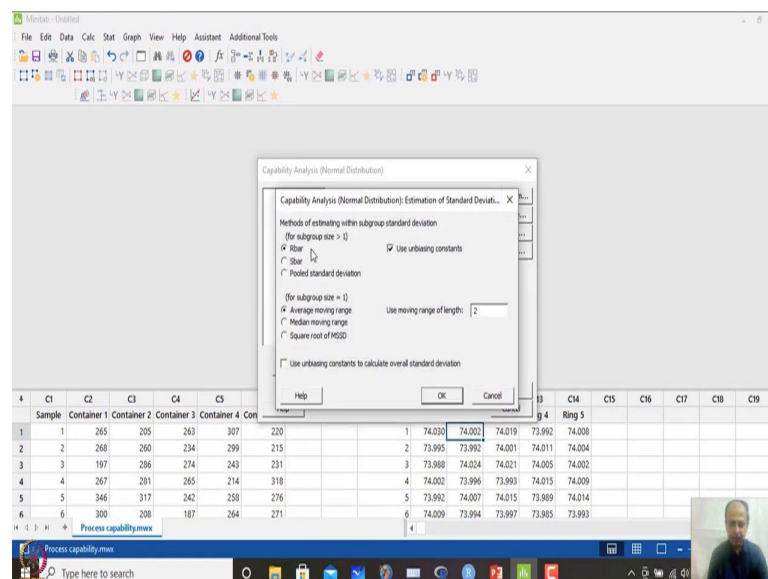 Minitab - Untitled
File Edit Data Calc Stat Graph View Help Assistant Additional Tools
Capability Analysis (Normal Distribution)
Capability Analysis (Normal Distribution): Estimation of Standard Deviati...
Methods of estimating within subgroup standard deviation
(for subgroup size > 1)
Rbar
Use unbiasing constants
Sbar
Pooled standard deviation
(for subgroup size = 1)
Average moving range
Use moving range of length: 2
Median moving range
Square root of MSSD
Use unbiasing constants to calculate overall standard deviation
Help OK Cancel
C1 C2 C3 C4 C5 13 C14 C15 C16 C17 C18 C19
Sample Container 1 Container 2 Container 3 Container 4 Con g 4 Ring 5
1 1 265 205 263 307 220 1 74.030 74.002 74.019 73.992 74.008
2 2 268 260 234 299 215 2 73.995 73.992 74.001 74.011 74.004
3 3 197 286 274 243 231 3 73.988 74.024 74.021 74.005 74.002
4 4 267 281 265 214 318 4 74.002 73.996 73.993 74.015 74.009
5 5 346 317 242 258 276 5 73.992 74.007 74.015 73.989 74.014
6 6 300 208 187 264 271 6 74.009 73.994 73.997 73.985 73.993
Process capability.mwx
Process capability.mwx
Type here to search